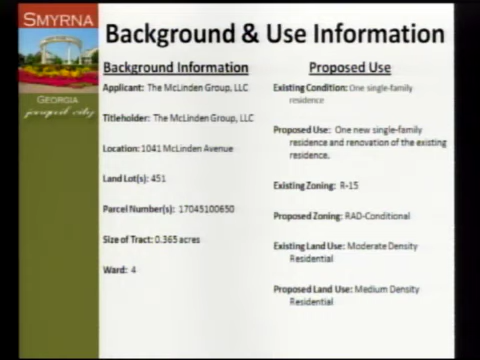 SMYRNA
GEORGIA
Background & Use Information
Background Information
Applicant: The McLinden Group, LLC
Titleholder: The McLinden Group, LLC
Location: 1041 McLinden Avenue
Land Lot(s): 451
Parcel Number(s): 17045100650
Size of Tract: 0.365 acres
Ward: 4
Proposed Use
Existing Condition: One single-family
residence
Proposed Use: One new single-family
residence and renovation of the existing
residence.
Existing Zoning: R-15
Proposed Zoning: RAD-Conditional
Existing Land Use: Moderate Density
Residential
Proposed Land Use: Medium Density
Residential